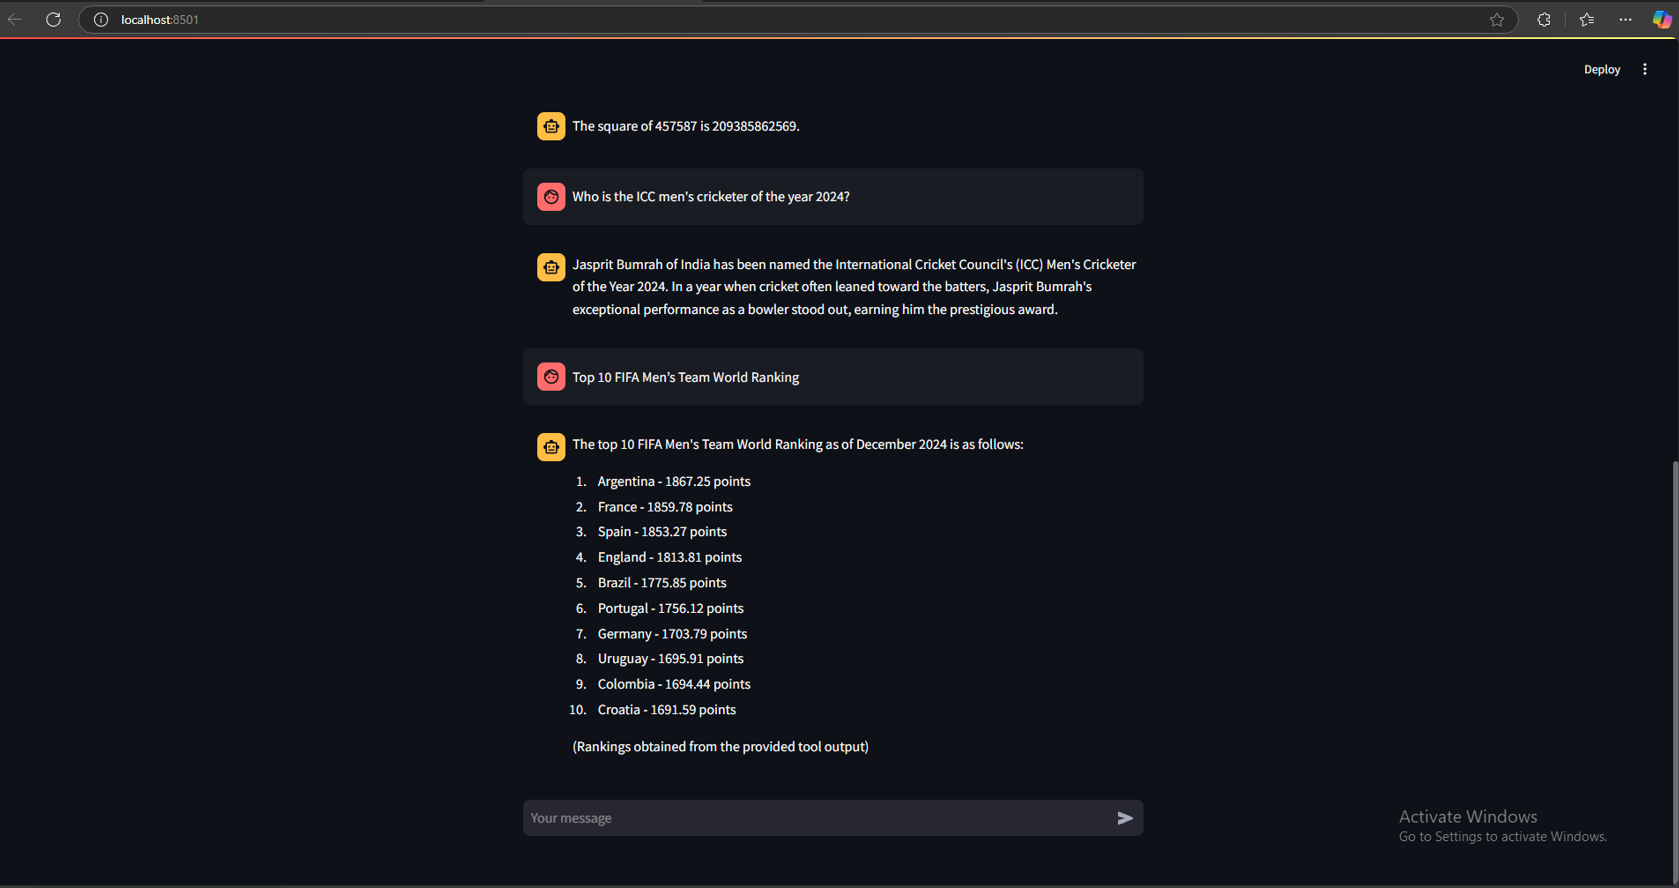 localhost:8501
Deploy
The square of 457587 is 209385862569.
Who is the ICC men's cricketer of the year 2024?
Jasprit Bumrah of India has been named the International Cricket Council's (ICC) Men's Cricketer
of the Year 2024. In a year when cricket often leaned toward the batters, Jasprit Bumrah's
exceptional performance as a bowler stood out, earning him the prestigious award.
Top 10 FIFA Men's Team World Ranking
The top 10 FIFA Men's Team World Ranking as of December 2024 is as follows:
1. Argentina - 1867.25 points
2. France - 1859.78 points
3. Spain - 1853.27 points
4. England - 1813.81 points
5. Brazil - 1775.85 points
6. Portugal - 1756.12 points
7. Germany - 1703.79 points
8. Uruguay - 1695.91 points
9. Colombia - 1694.44 points
10. Croatia - 1691.59 points
(Rankings obtained from the provided tool output)
Your message
Activate Windows
Go to Settings to activate Windows.